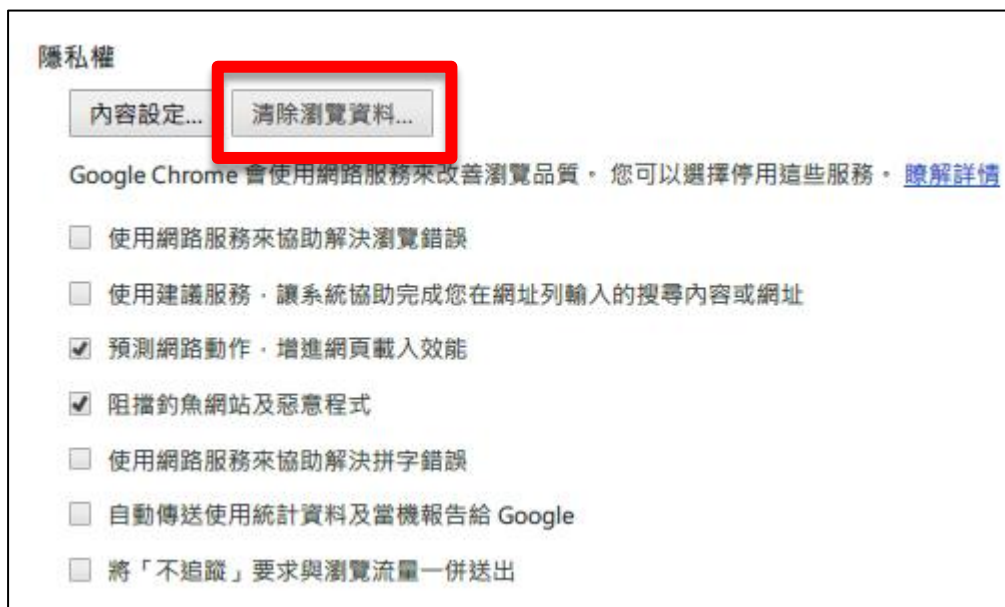 隱私權
內容設定... 清除瀏覽資料...
Google Chrome 會使用網路服務來改善瀏覽品質。 您可以選擇停用這些服務。 瞭解詳情
使用網路服務來協助解決瀏覽錯誤
使用建議服務，讓系統協助完成您在網址列輸入的搜尋內容或網址
預測網路動作，增進網頁載入效能
阻擋釣魚網站及惡意程式
使用網路服務來協助解決拼字錯誤
自動傳送使用統計資料及當機報告給 Google
將「不追蹤」要求與瀏覽流量一併送出